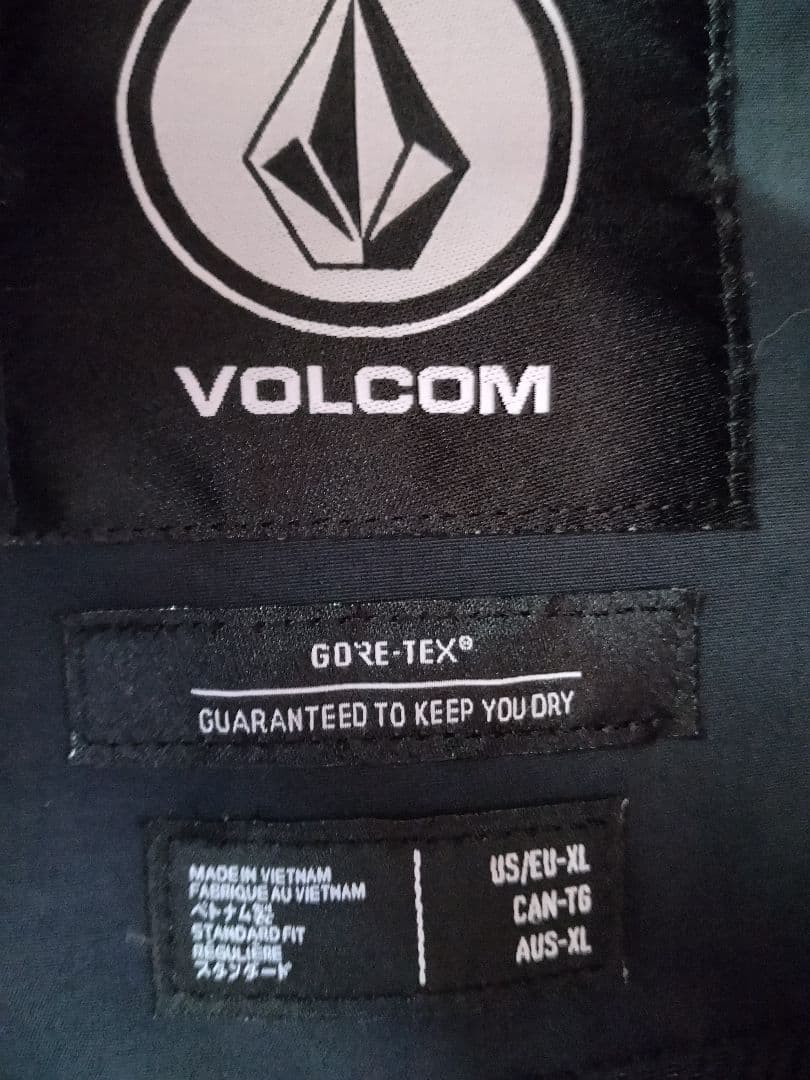 VOLCOM
GORE-TEX®
GUARANTEED TO KEEP YOU DRY
MADE IN VIETNAM
FABRIQUE AU VIETNAM
ベトナム製
STANDARD FIT
RÉGULIÈRE
スタンダード
US/EU-XL
CAN-TG
AUS-XL